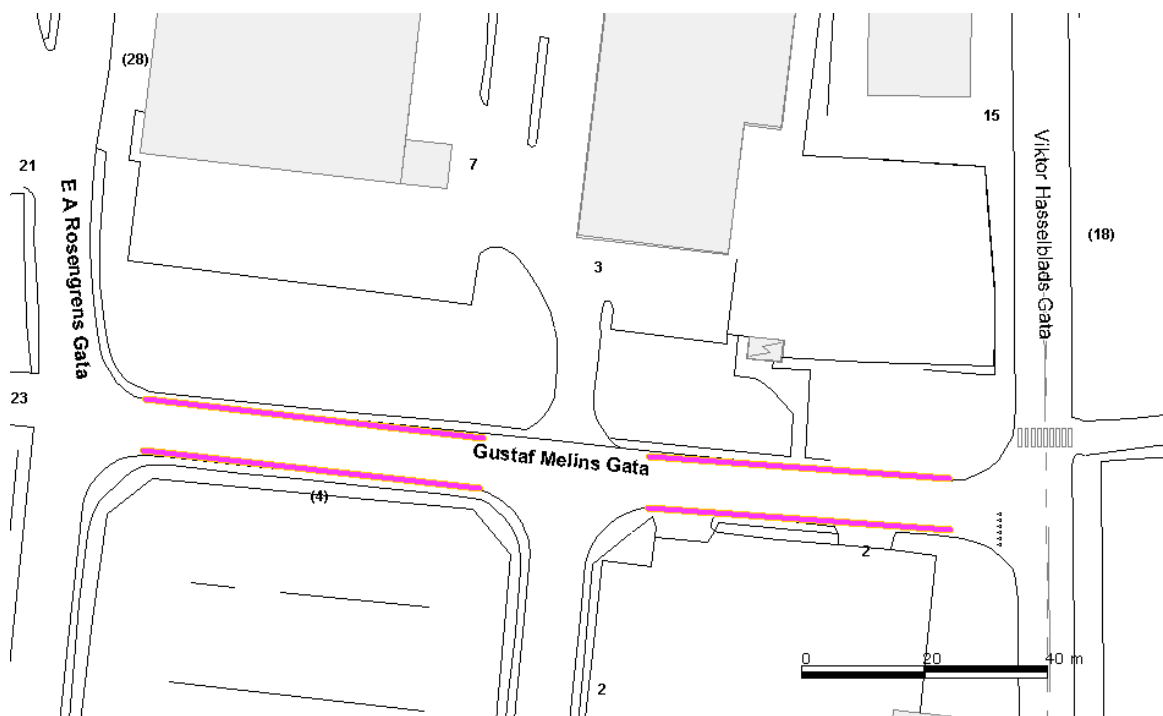 (28)
15
7
21
E A Rosengrens Gata
Viktor Hasselblads-Gata
(18)
3
23
Gustaf Melins Gata
(4)
2
0 20 40 m
2